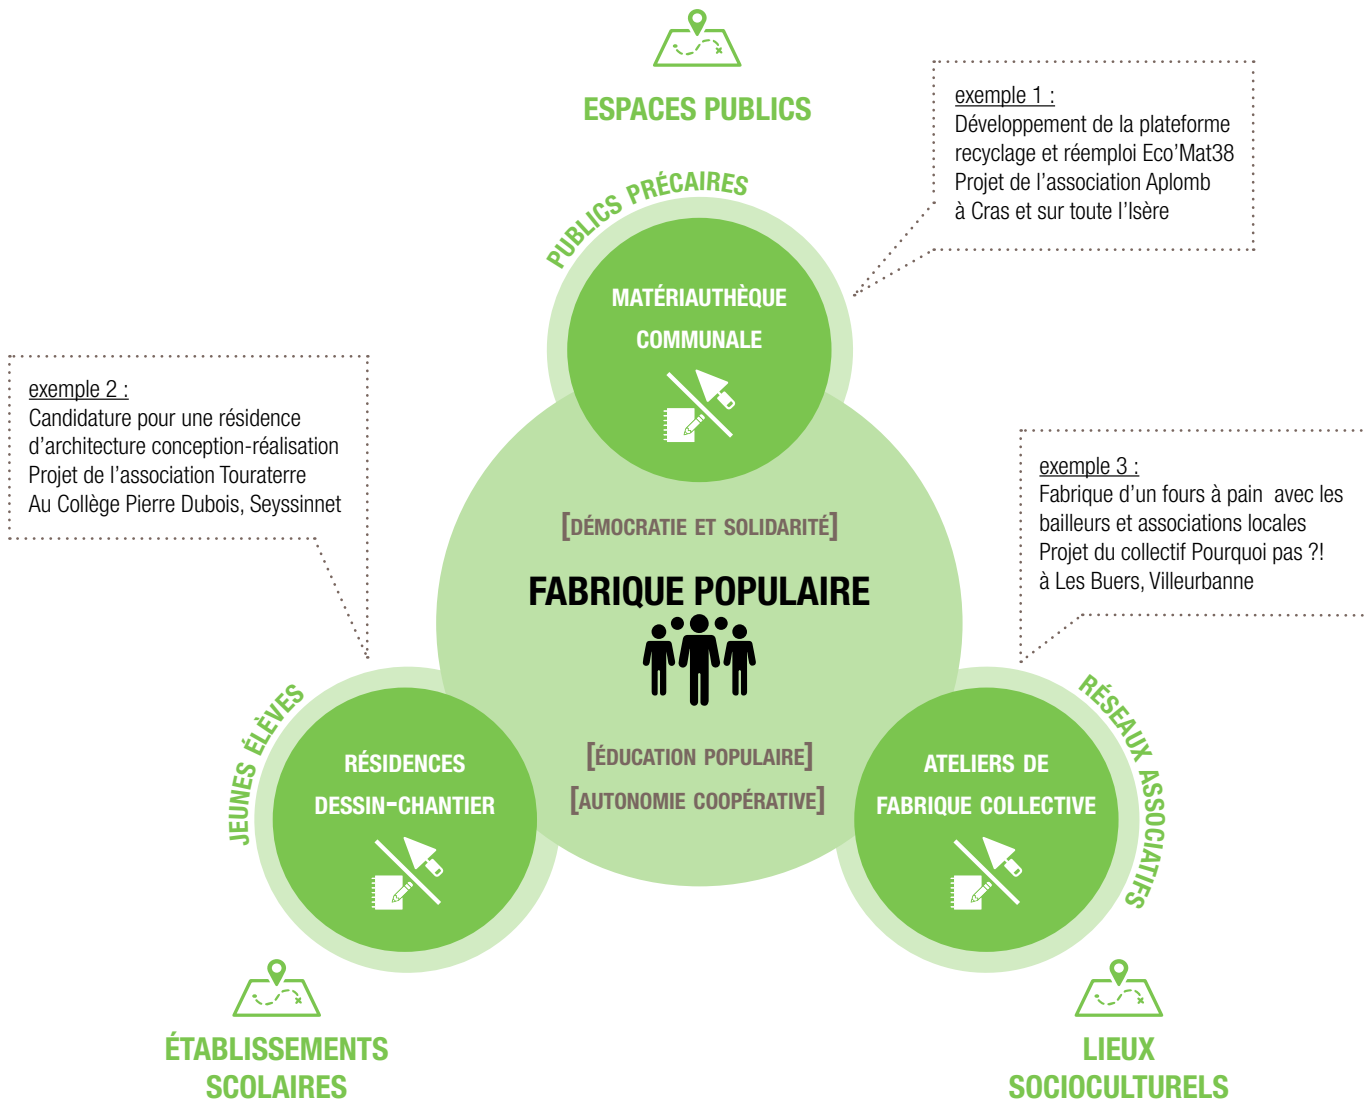 ESPACES PUBLICS
exemple 1 :
Développement de la plateforme
recyclage et réemploi Eco'Mat38
Projet de l'association Aplomb
à Cras et sur toute l'Isère
PUBLICS PRÉCAIRES
MATÉRIAUTHÈQUE
COMMUNALE
exemple 2 :
Candidature pour une résidence
d'architecture conception-réalisation
Projet de l'association Touraterre
Au Collège Pierre Dubois, Seyssinnet
exemple 3 :
Fabrique d'un fours à pain avec les
bailleurs et associations locales
Projet du collectif Pourquoi pas ?!
à Les Buers, Villeurbanne
[DÉMOCRATIE ET SOLIDARITÉ]
FABRIQUE POPULAIRE
[ÉDUCATION POPULAIRE]
[AUTONOMIE COOPÉRATIVE]
JEUNES ÉLÈVES
RÉSIDENCES
DESSIN-CHANTIER
RÉSEAUX ASSOCIATIFS
ATELIERS DE
FABRIQUE COLLECTIVE
ÉTABLISSEMENTS
SCOLAIRES
LIEUX
SOCIOCULTURELS